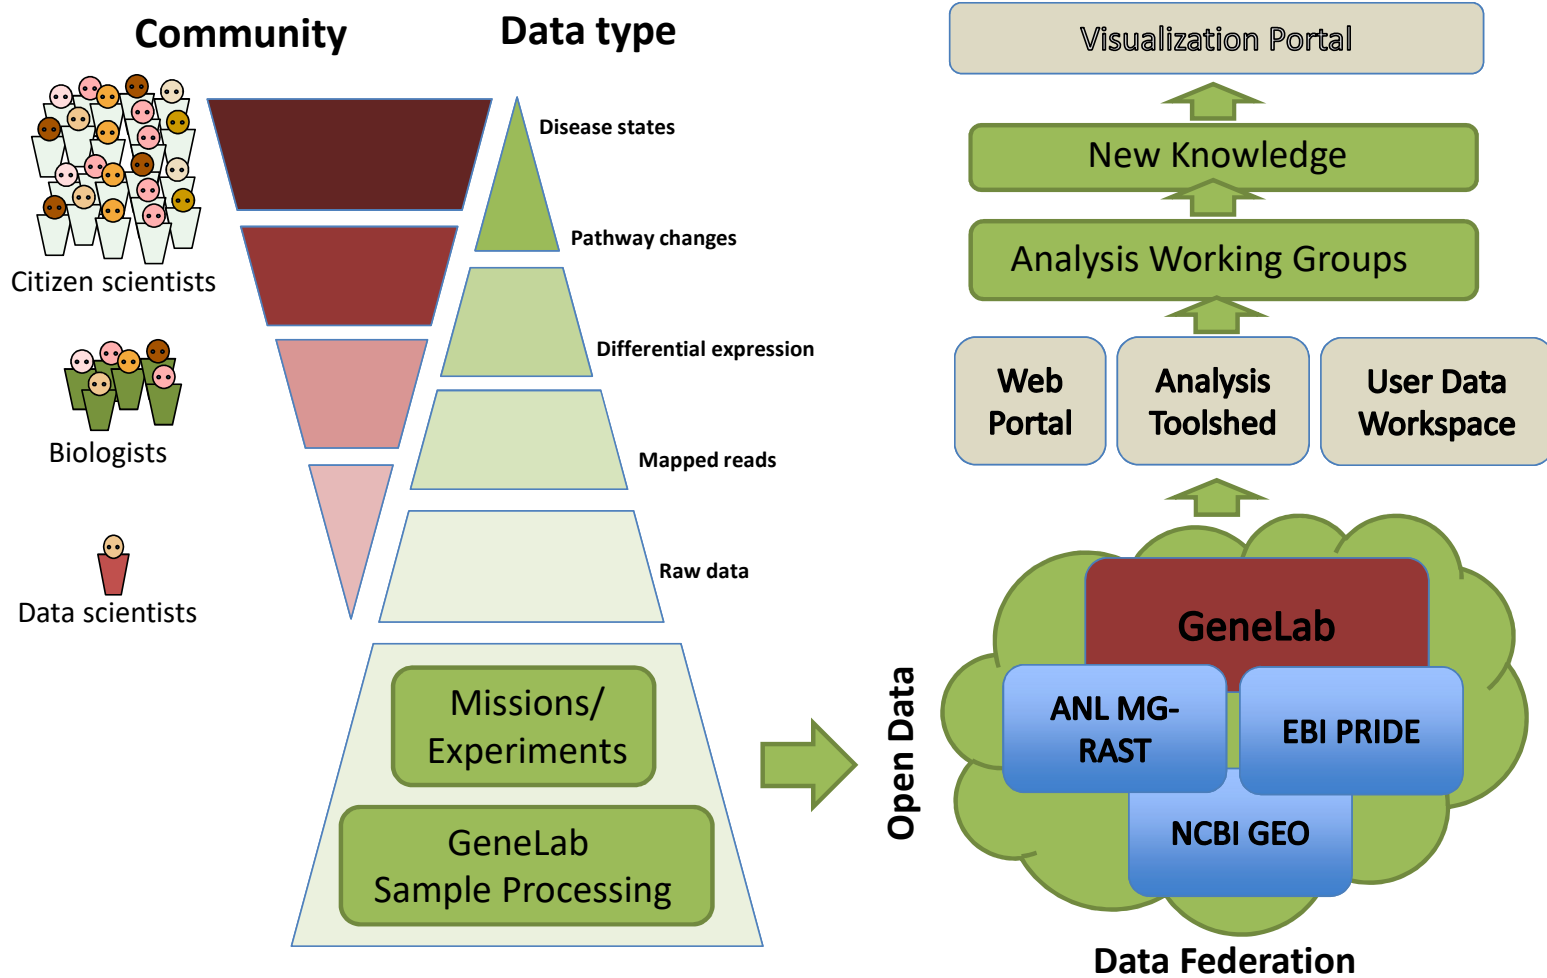 Community
Data type
Disease states
Pathway changes
Citizen scientists
Differential expression
Biologists
Mapped reads
Raw data
Data scientists
Missions/
Experiments
GeneLab
Sample Processing
Visualization Portal
New Knowledge
Analysis Working Groups
Web
Portal
Analysis
Toolshed
User Data
Workspace
Open Data
GeneLab
ANL MG-
RAST
EBI PRIDE
NCBI GEO
Data Federation